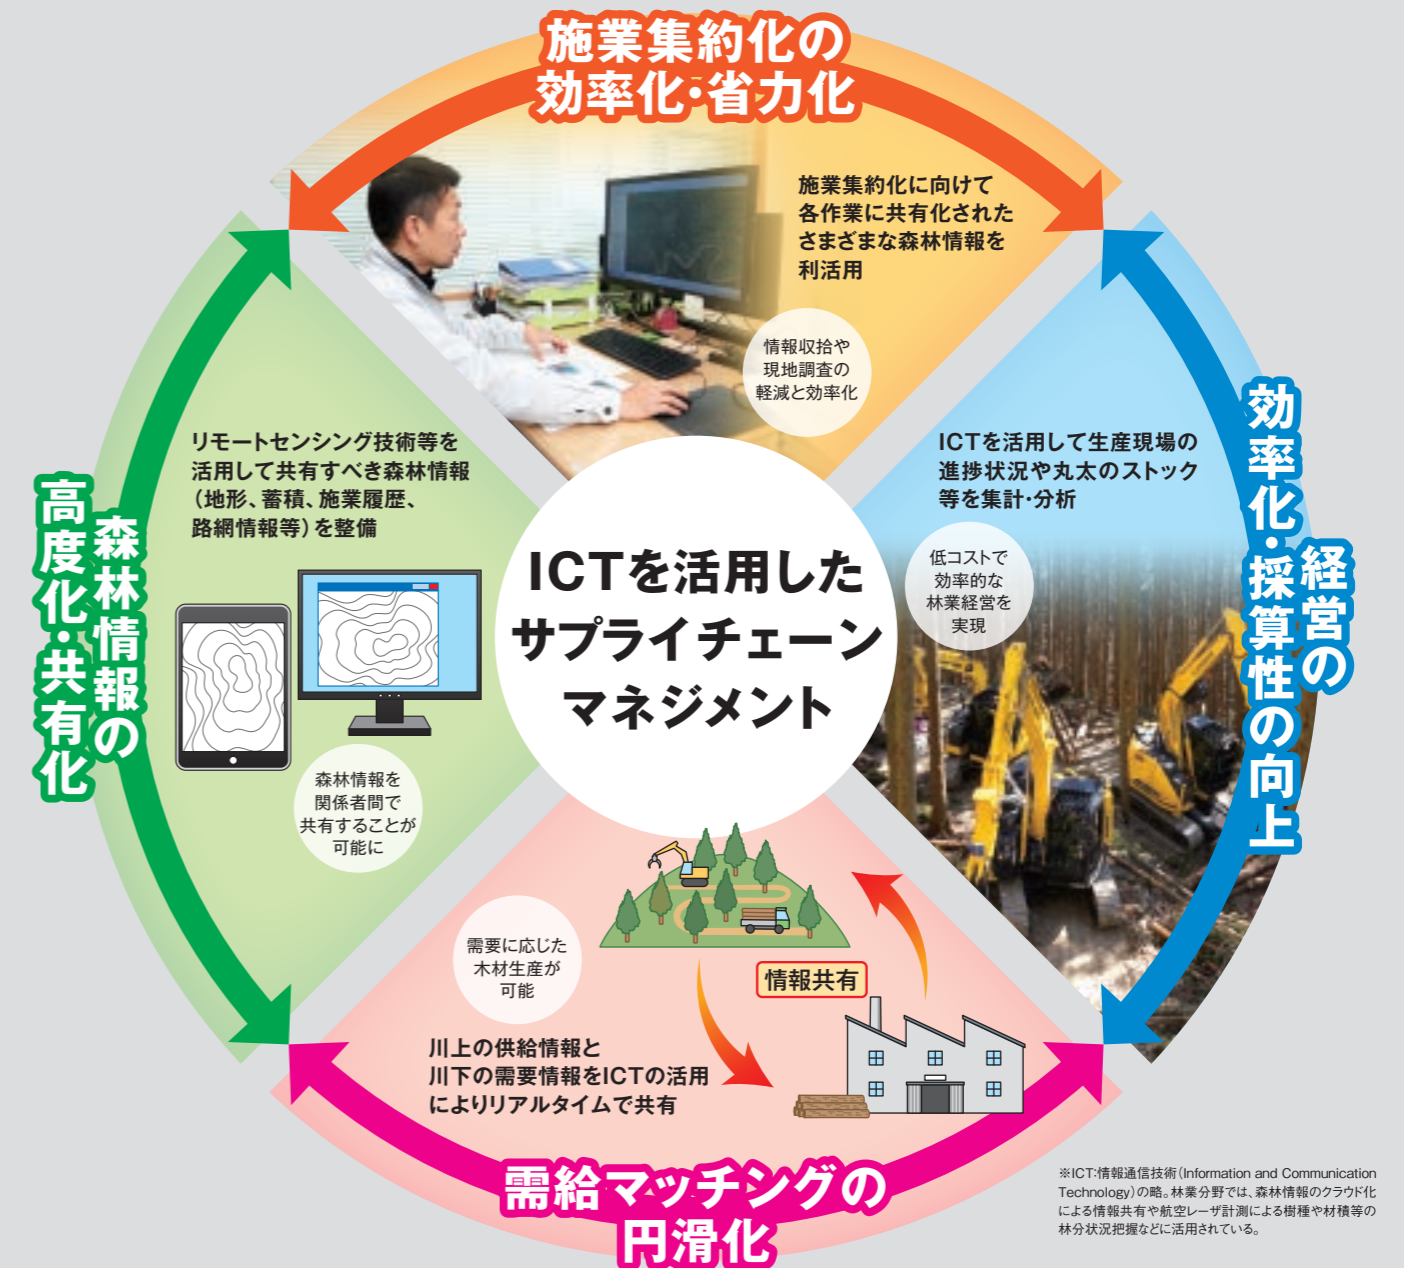 施業集約化の
効率化・省力化
施業集約化に向けて
各作業に共有化された
さまざまな森林情報を
利活用
情報収拾や
現地調査の
軽減と効率化
経営の
効率化・採算性の向上
ICTを活用して生産現場の
進捗状況や丸太のストック
等を集計・分析
低コストで
効率的な
林業経営を
実現
森林情報の
高度化・共有化
リモートセンシング技術等を
活用して共有すべき森林情報
（地形、蓄積、施業履歴、
路網情報等）を整備
森林情報を
関係者間で
共有することが
可能に
ICTを活用した
サプライチェーン
マネジメント
需要に応じた
木材生産が
可能
情報共有
川上の供給情報と
川下の需要情報をICTの活用
によりリアルタイムで共有
需給マッチングの
円滑化
※ICT:情報通信技術（Information and Communication
Technology）の略。林業分野では、森林情報のクラウド化
による情報共有や航空レーザ計測による樹種や材積等の
林分状況把握などに活用されている。